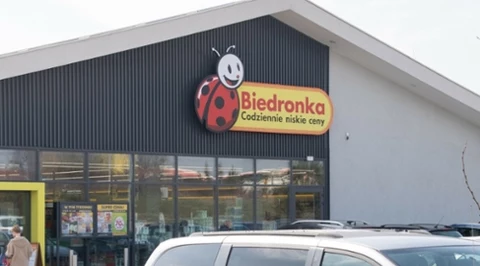 Biedronka
Codziennie niskie ceny